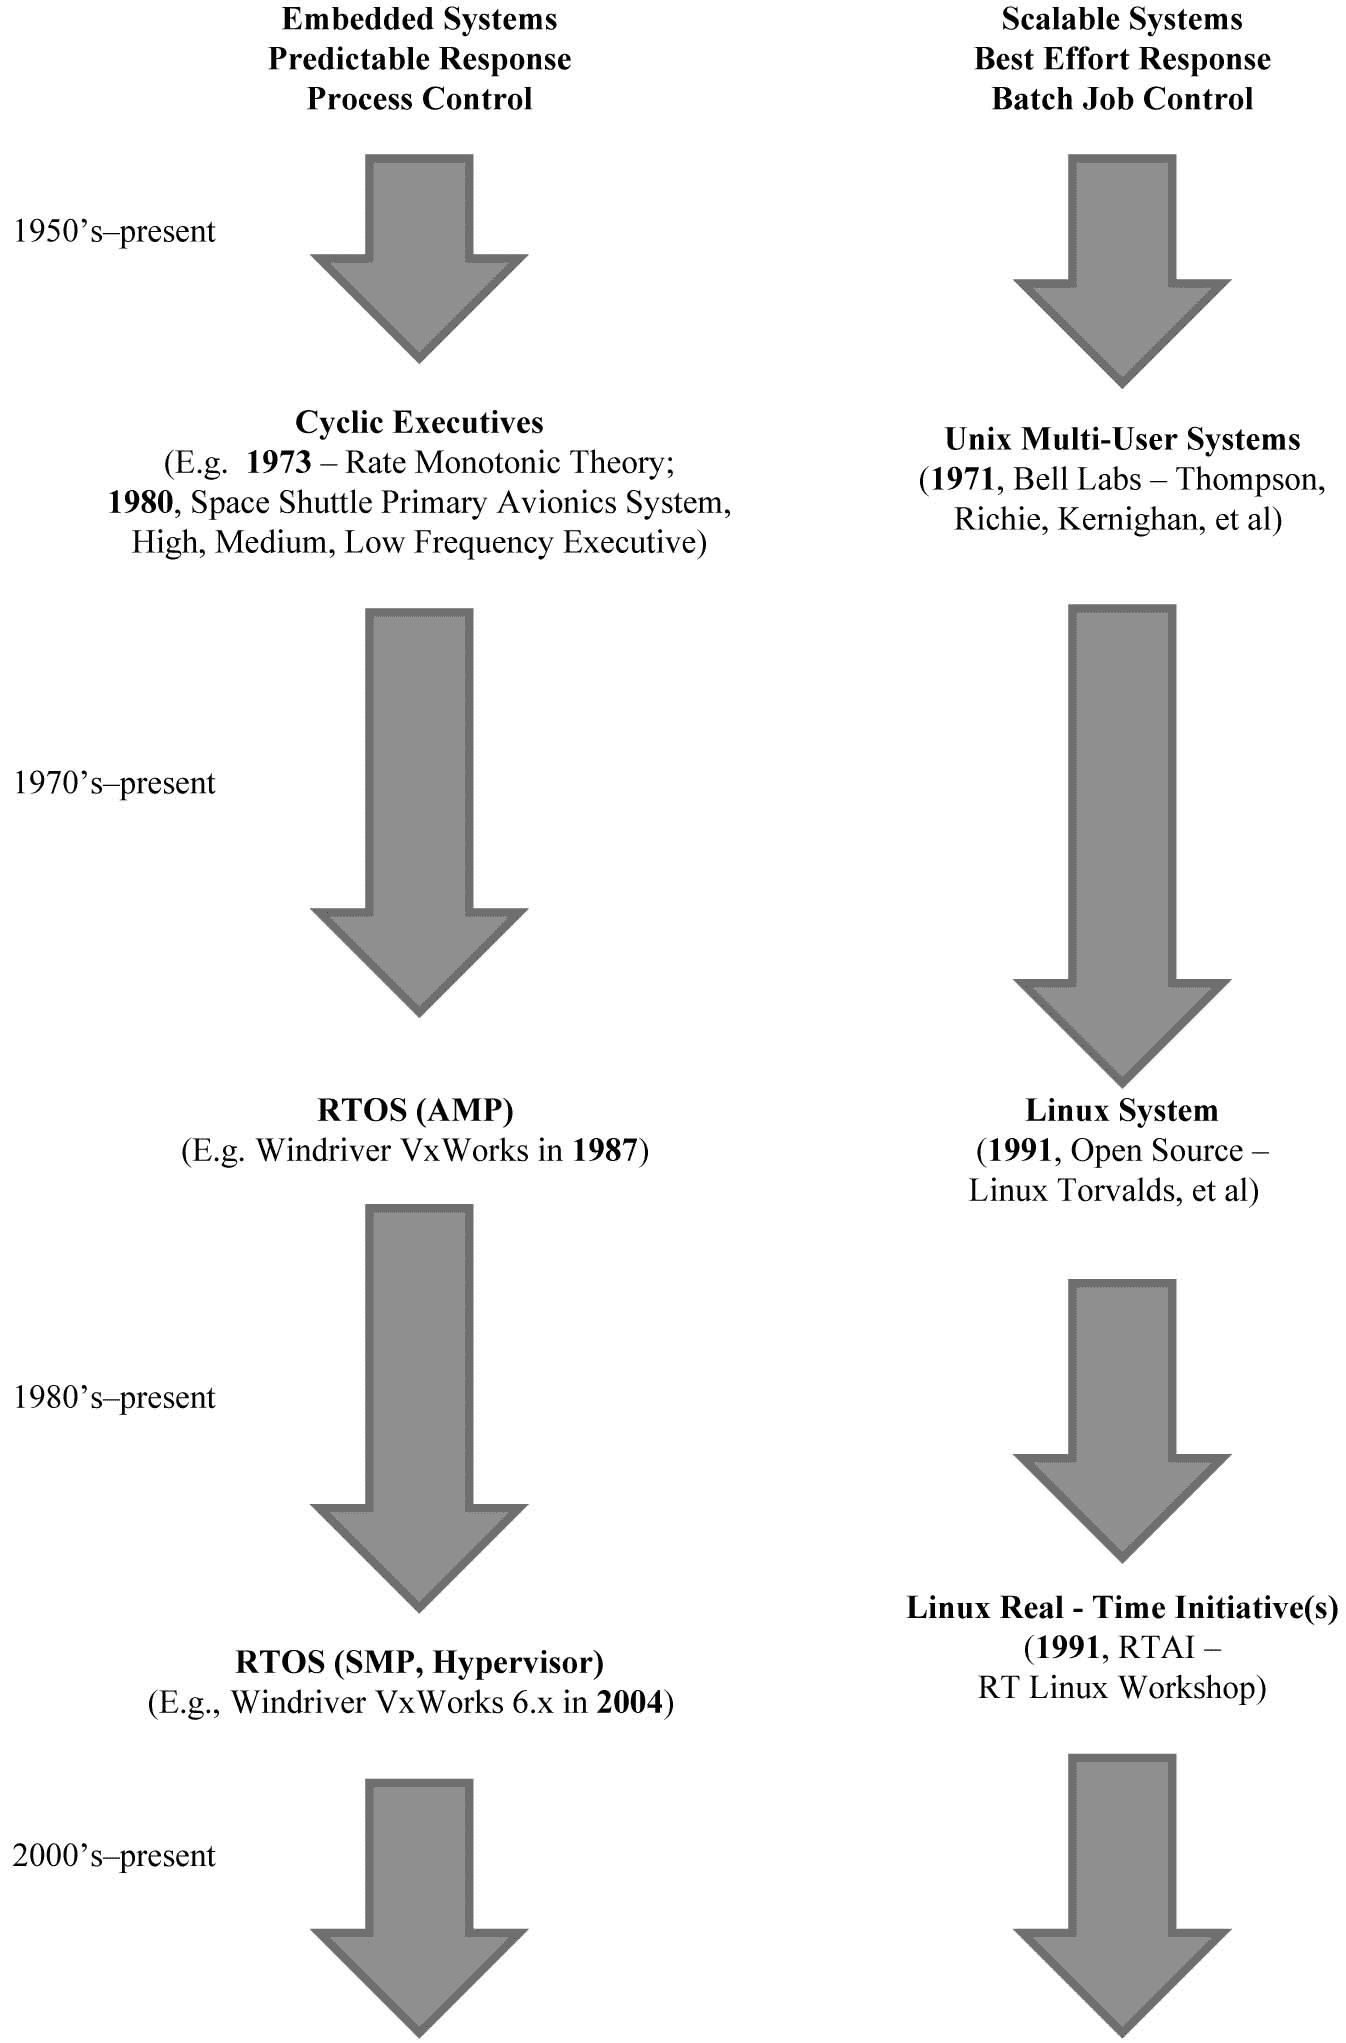 Embedded Systems
Predictable Response
Process Control
Scalable Systems
Best Effort Response
Batch Job Control
1950’s–present
Cyclic Executives
(E.g. 1973 – Rate Monotonic Theory;
1980, Space Shuttle Primary Avionics System,
High, Medium, Low Frequency Executive)
Unix Multi-User Systems
(1971, Bell Labs – Thompson,
Richie, Kernighan, et al)
1970’s–present
RTOS (AMP)
(E.g. Windriver VxWorks in 1987)
Linux System
(1991, Open Source –
Linux Torvalds, et al)
1980’s–present
RTOS (SMP, Hypervisor)
(E.g., Windriver VxWorks 6.x in 2004)
Linux Real - Time Initiative(s)
(1991, RTAI –
RT Linux Workshop)
2000’s–present